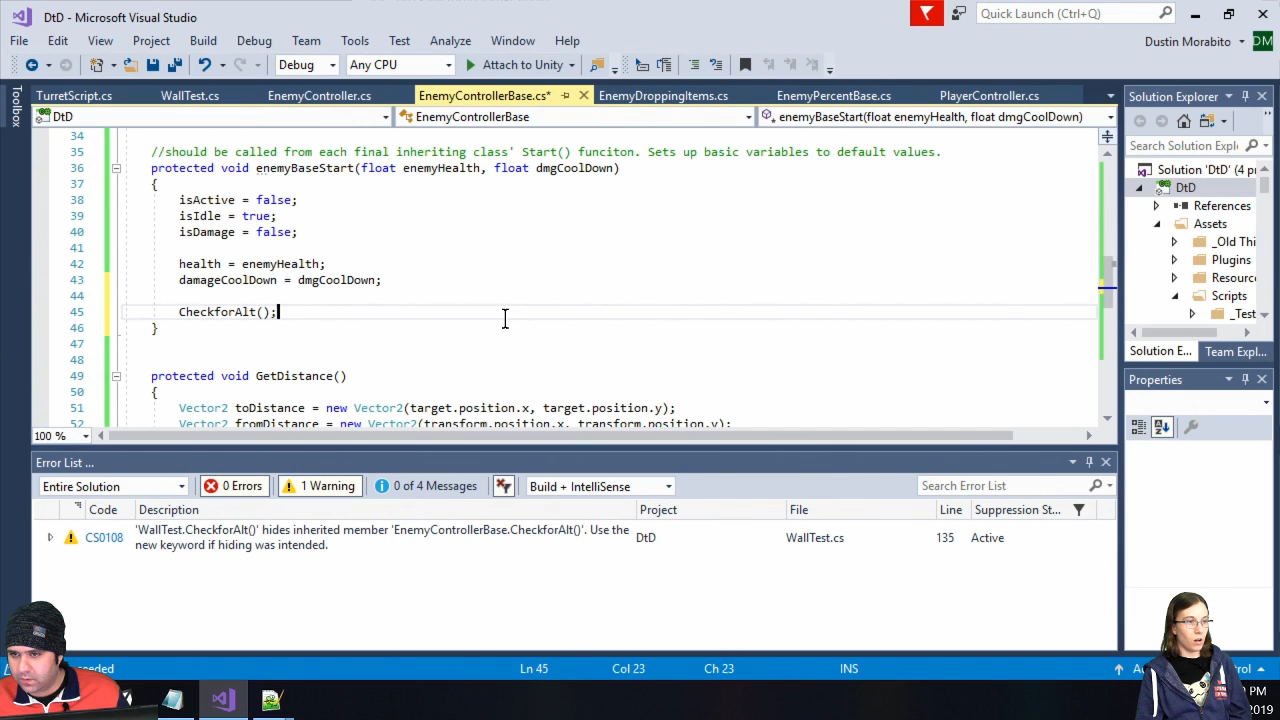 DtD - Microsoft Visual Studio
Quick Launch (Ctrl+Q)
File Edit View Project Build Debug Team Tools Test Analyze Window Help
Dustin Morabito DM
Debug Any CPU Attach to Unity
Toolbox
TurretScript.cs WallTest.cs EnemyController.cs EnemyControllerBase.cs* EnemyDroppingItems.cs EnemyPercentBase.cs PlayerController.cs
DtD EnemyControllerBase enemyBaseStart(float enemyHealth, float dmgCoolDown)
34
35 //should be called from each final inheriting class' Start() funciton. Sets up basic variables to default values.
36 protected void enemyBaseStart(float enemyHealth, float dmgCoolDown)
37 {
38 isActive = false;
39 isIdle = true;
40 isDamage = false;
41
42 health = enemyHealth;
43 damageCoolDown = dmgCoolDown;
44
45 CheckforAlt();
46 }
47
48
49 protected void GetDistance()
50 {
51 Vector2 toDistance = new Vector2(target.position.x, target.position.y);
52 Vector2 fromDistance = new Vector2(transform.position.x, transform.position.y);
100 %
Solution Explorer
Search Solution Explorer
Solution 'DtD' (4 pr
DtD
References
Assets
_Old Thi
Plugins
Resource
Scripts
_Test
Solution E... Team Expl...
Properties
Error List ...
Entire Solution 0 Errors 1 Warning 0 of 4 Messages Build + IntelliSense Search Error List
Code Description Project File Line Suppression St...
CS0108 'WallTest.CheckforAlt()' hides inherited member 'EnemyControllerBase.CheckforAlt()'. Use the new keyword if hiding was intended. DtD WallTest.cs 135 Active
Ln 45 Col 23 Ch 23 INS
2019